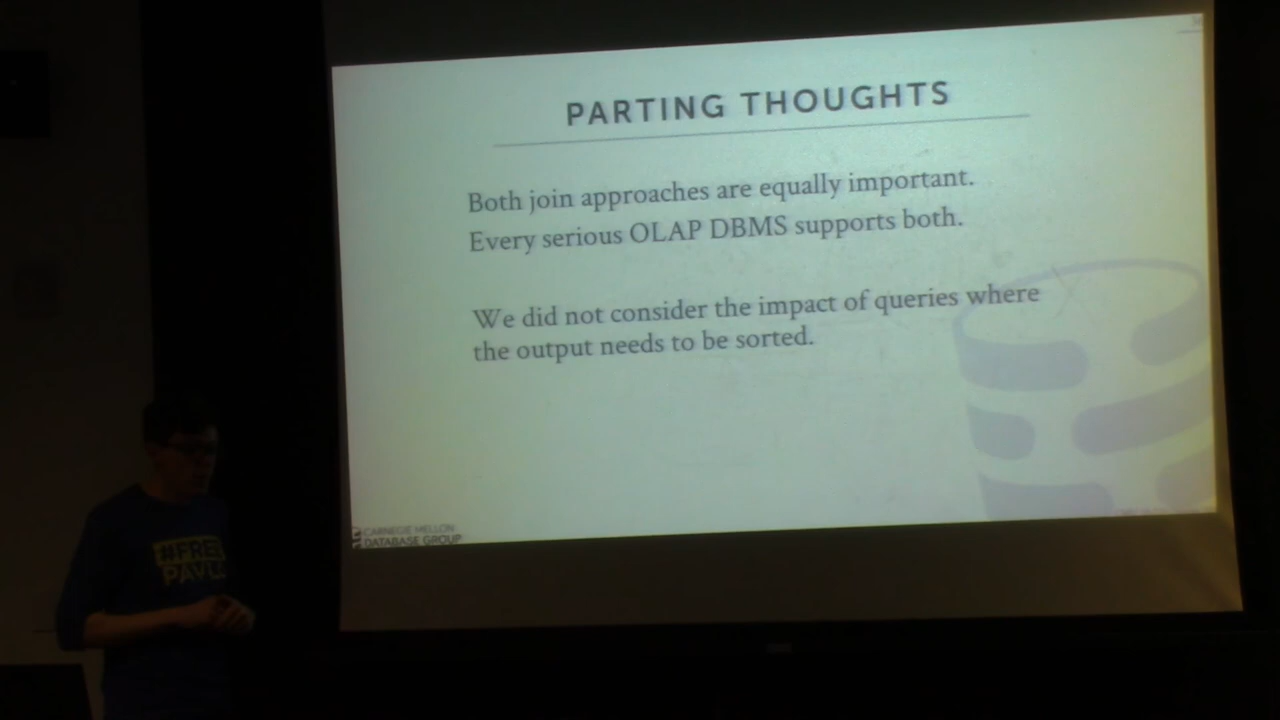 PARTING THOUGHTS
Both join approaches are equally important.
Every serious OLAP DBMS supports both.
We did not consider the impact of queries where
the output needs to be sorted.
CARNEGIE MELLON
DATABASE GROUP
#FREE
PAVLO